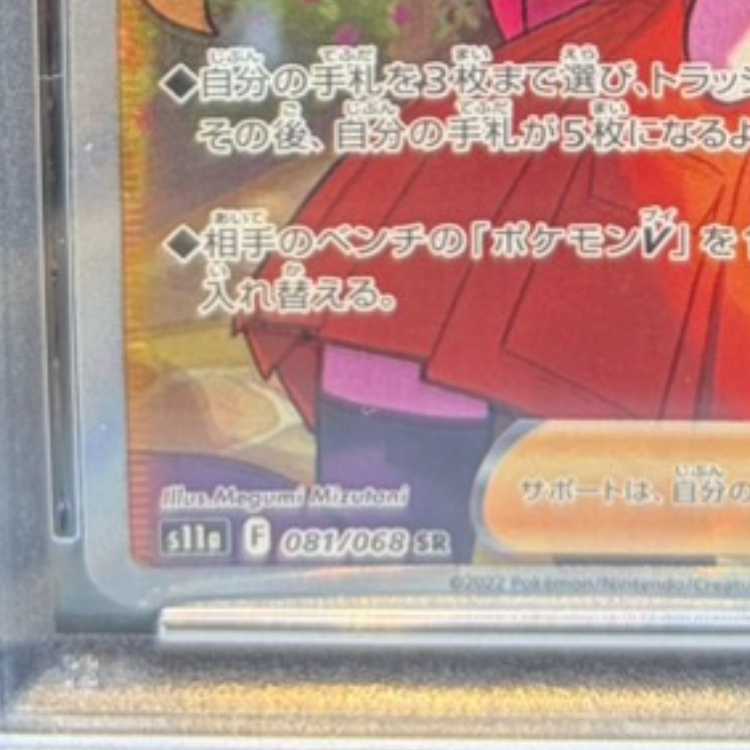 ◆自分の手札を3枚まで選び、トラッシ
その後、自分の手札が5枚になるよ
◆相手のベンチの「ポケモンV」を
入れ替える。
サポートは、自分の
Illus. Megumi Mizutani
s11a F 081/068 SR
©2022 Pokémon/Nintendo/Creatu